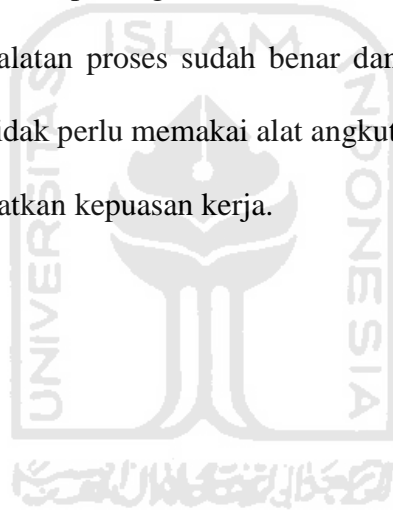 ISLAM
alatan proses sudah benar dan
idak perlu memakai alat angkut
atkan kepuasan kerja.
UNIVERSITAS
INDONESIA